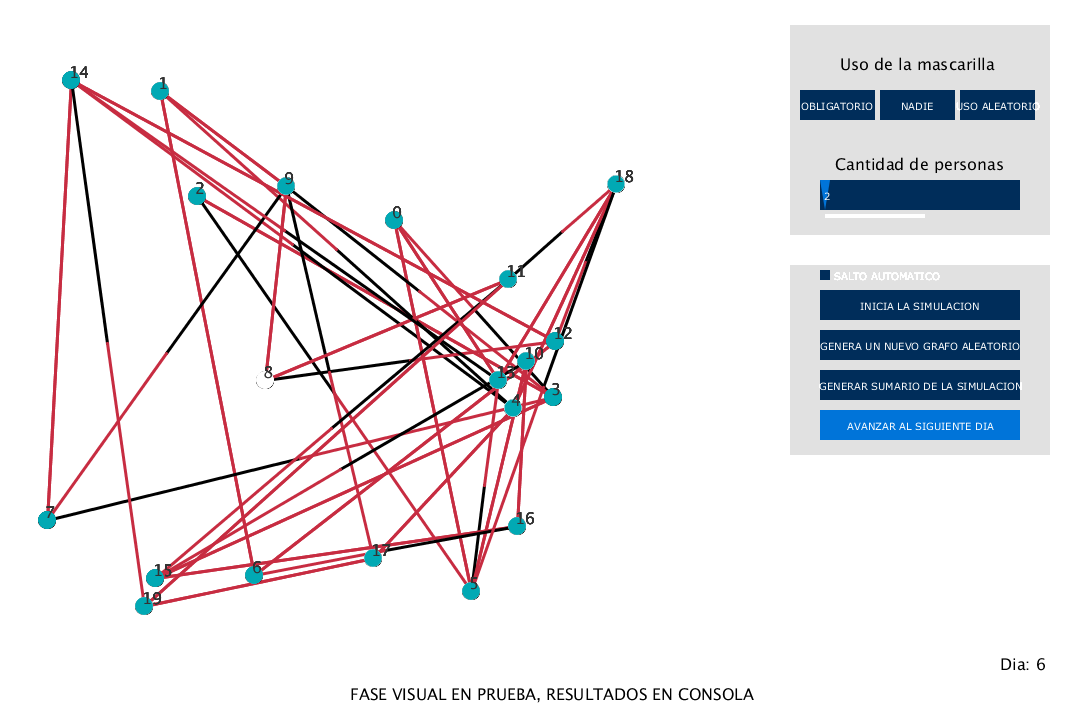 14
1
9
2
18
0
11
12
10
8
13
3
4
7
16
17
15
6
5
19
Uso de la mascarilla
OBLIGATORIO NADIE USO ALEATORIO
Cantidad de personas
2
SALTO AUTOMATICO
INICIA LA SIMULACION
GENERA UN NUEVO GRAFO ALEATORIO
GENERAR SUMARIO DE LA SIMULACION
AVANZAR AL SIGUIENTE DIA
Dia: 6
FASE VISUAL EN PRUEBA, RESULTADOS EN CONSOLA